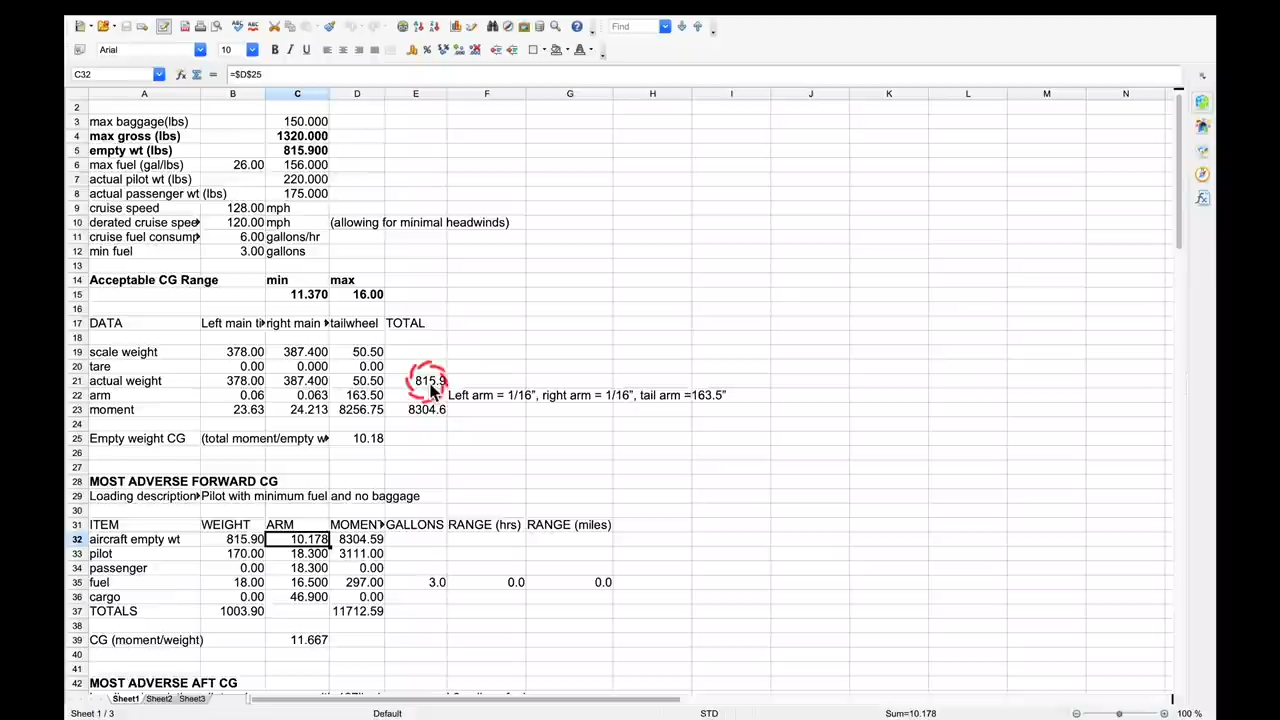 Find
Arial 10
C32 =$D$25
A B C D E F G H I J K L M N
2
3 max baggage(lbs) 150.000
4 max gross (lbs) 1320.000
5 empty wt (lbs) 815.900
6 max fuel (gal/lbs) 26.00 156.000
7 actual pilot wt (lbs) 220.000
8 actual passenger wt (lbs) 175.000
9 cruise speed 128.00 mph
10 derated cruise spee 120.00 mph (allowing for minimal headwinds)
11 cruise fuel consump 6.00 gallons/hr
12 min fuel 3.00 gallons
13
14 Acceptable CG Range min max
15 11.370 16.00
16
17 DATA Left main ti right main tailwheel TOTAL
18
19 scale weight 378.00 387.400 50.50
20 tare 0.00 0.000 0.00
21 actual weight 378.00 387.400 50.50 815.9
22 arm 0.06 0.063 163.50 Left arm = 1/16", right arm = 1/16", tail arm =163.5"
23 moment 23.63 24.213 8256.75 8304.6
24
25 Empty weight CG (total moment/empty w 10.18
26
27
28 MOST ADVERSE FORWARD CG
29 Loading description Pilot with minimum fuel and no baggage
30
31 ITEM WEIGHT ARM MOMENT GALLONS RANGE (hrs) RANGE (miles)
32 aircraft empty wt 815.90 10.178 8304.59
33 pilot 170.00 18.300 3111.00
34 passenger 0.00 18.300 0.00
35 fuel 18.00 16.500 297.00 3.0 0.0 0.0
36 cargo 0.00 46.900 0.00
37 TOTALS 1003.90 11712.59
38
39 CG (moment/weight) 11.667
40
41
42 MOST ADVERSE AFT CG
Sheet1 Sheet2 Sheet3
Sheet 1 / 3 Default STD Sum=10.178 100 %